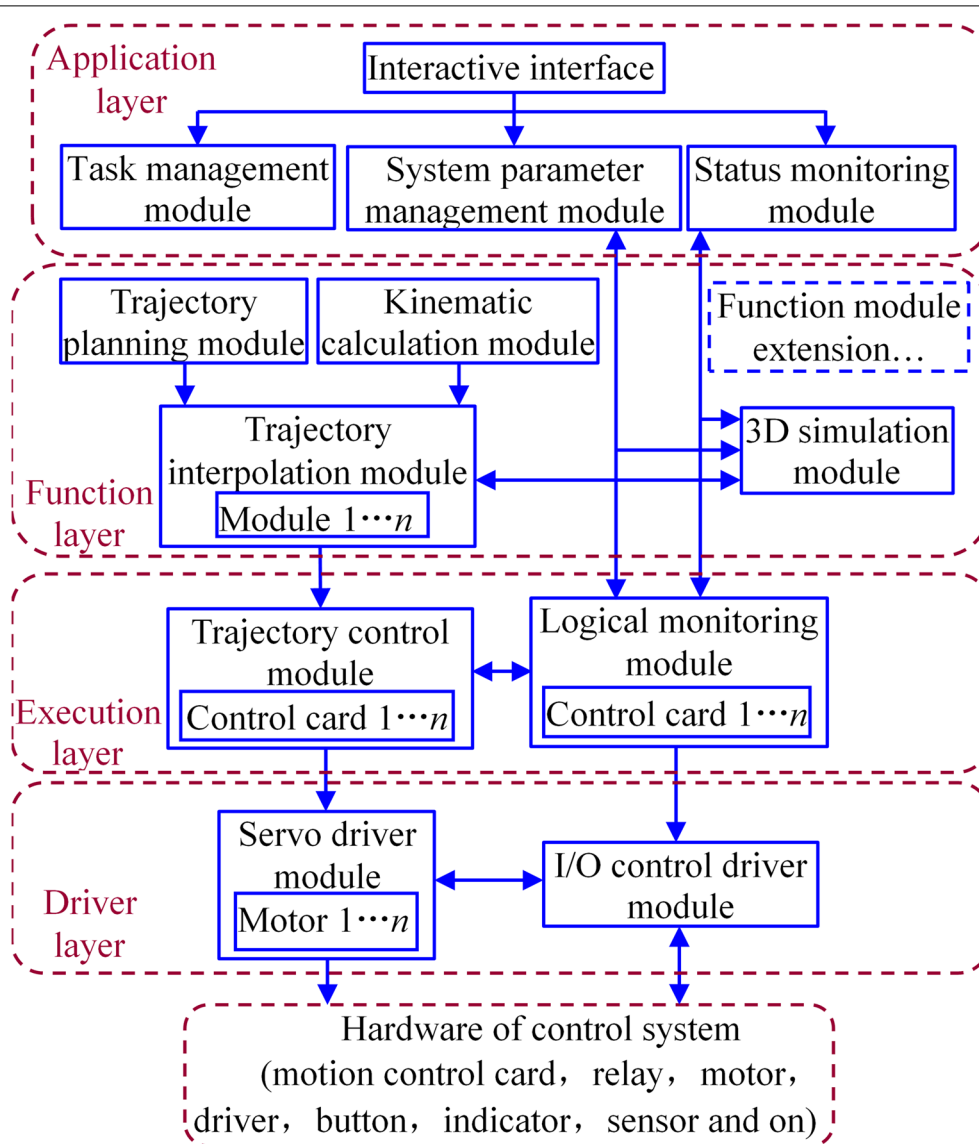 Application
layer
Interactive interface
Task management
module
System parameter
management module
Status monitoring
module
Trajectory
planning module
Kinematic
calculation module
Function module
extension…
Trajectory
interpolation module
Module 1…n
3D simulation
module
Function
layer
Trajectory control
module
Control card 1…n
Logical monitoring
module
Control card 1…n
Execution
layer
Servo driver
module
Motor 1…n
I/O control driver
module
Driver
layer
Hardware of control system
(motion control card，relay，motor，
driver，button，indicator，sensor and on)